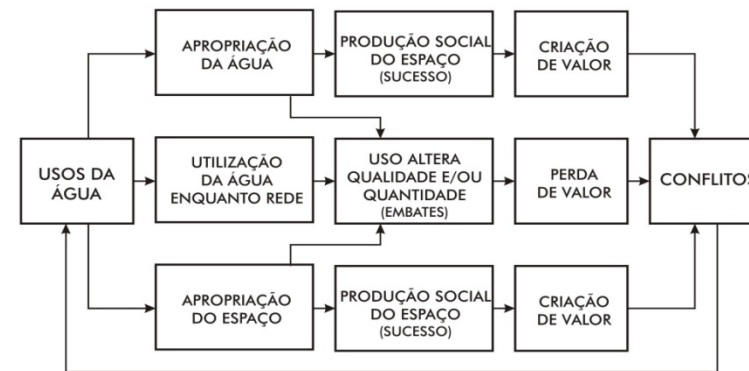 APROPRIAÇÃO
DA ÁGUA
PRODUÇÃO SOCIAL
DO ESPAÇO
(SUCESSO)
CRIAÇÃO
DE VALOR
USOS DA
ÁGUA
UTILIZAÇÃO
DA ÁGUA
ENQUANTO REDE
USO ALTERA
QUALIDADE E/OU
QUANTIDADE
(EMBATES)
PERDA
DE VALOR
CONFLITOS
APROPRIAÇÃO
DO ESPAÇO
PRODUÇÃO SOCIAL
DO ESPAÇO
(SUCESSO)
CRIAÇÃO
DE VALOR